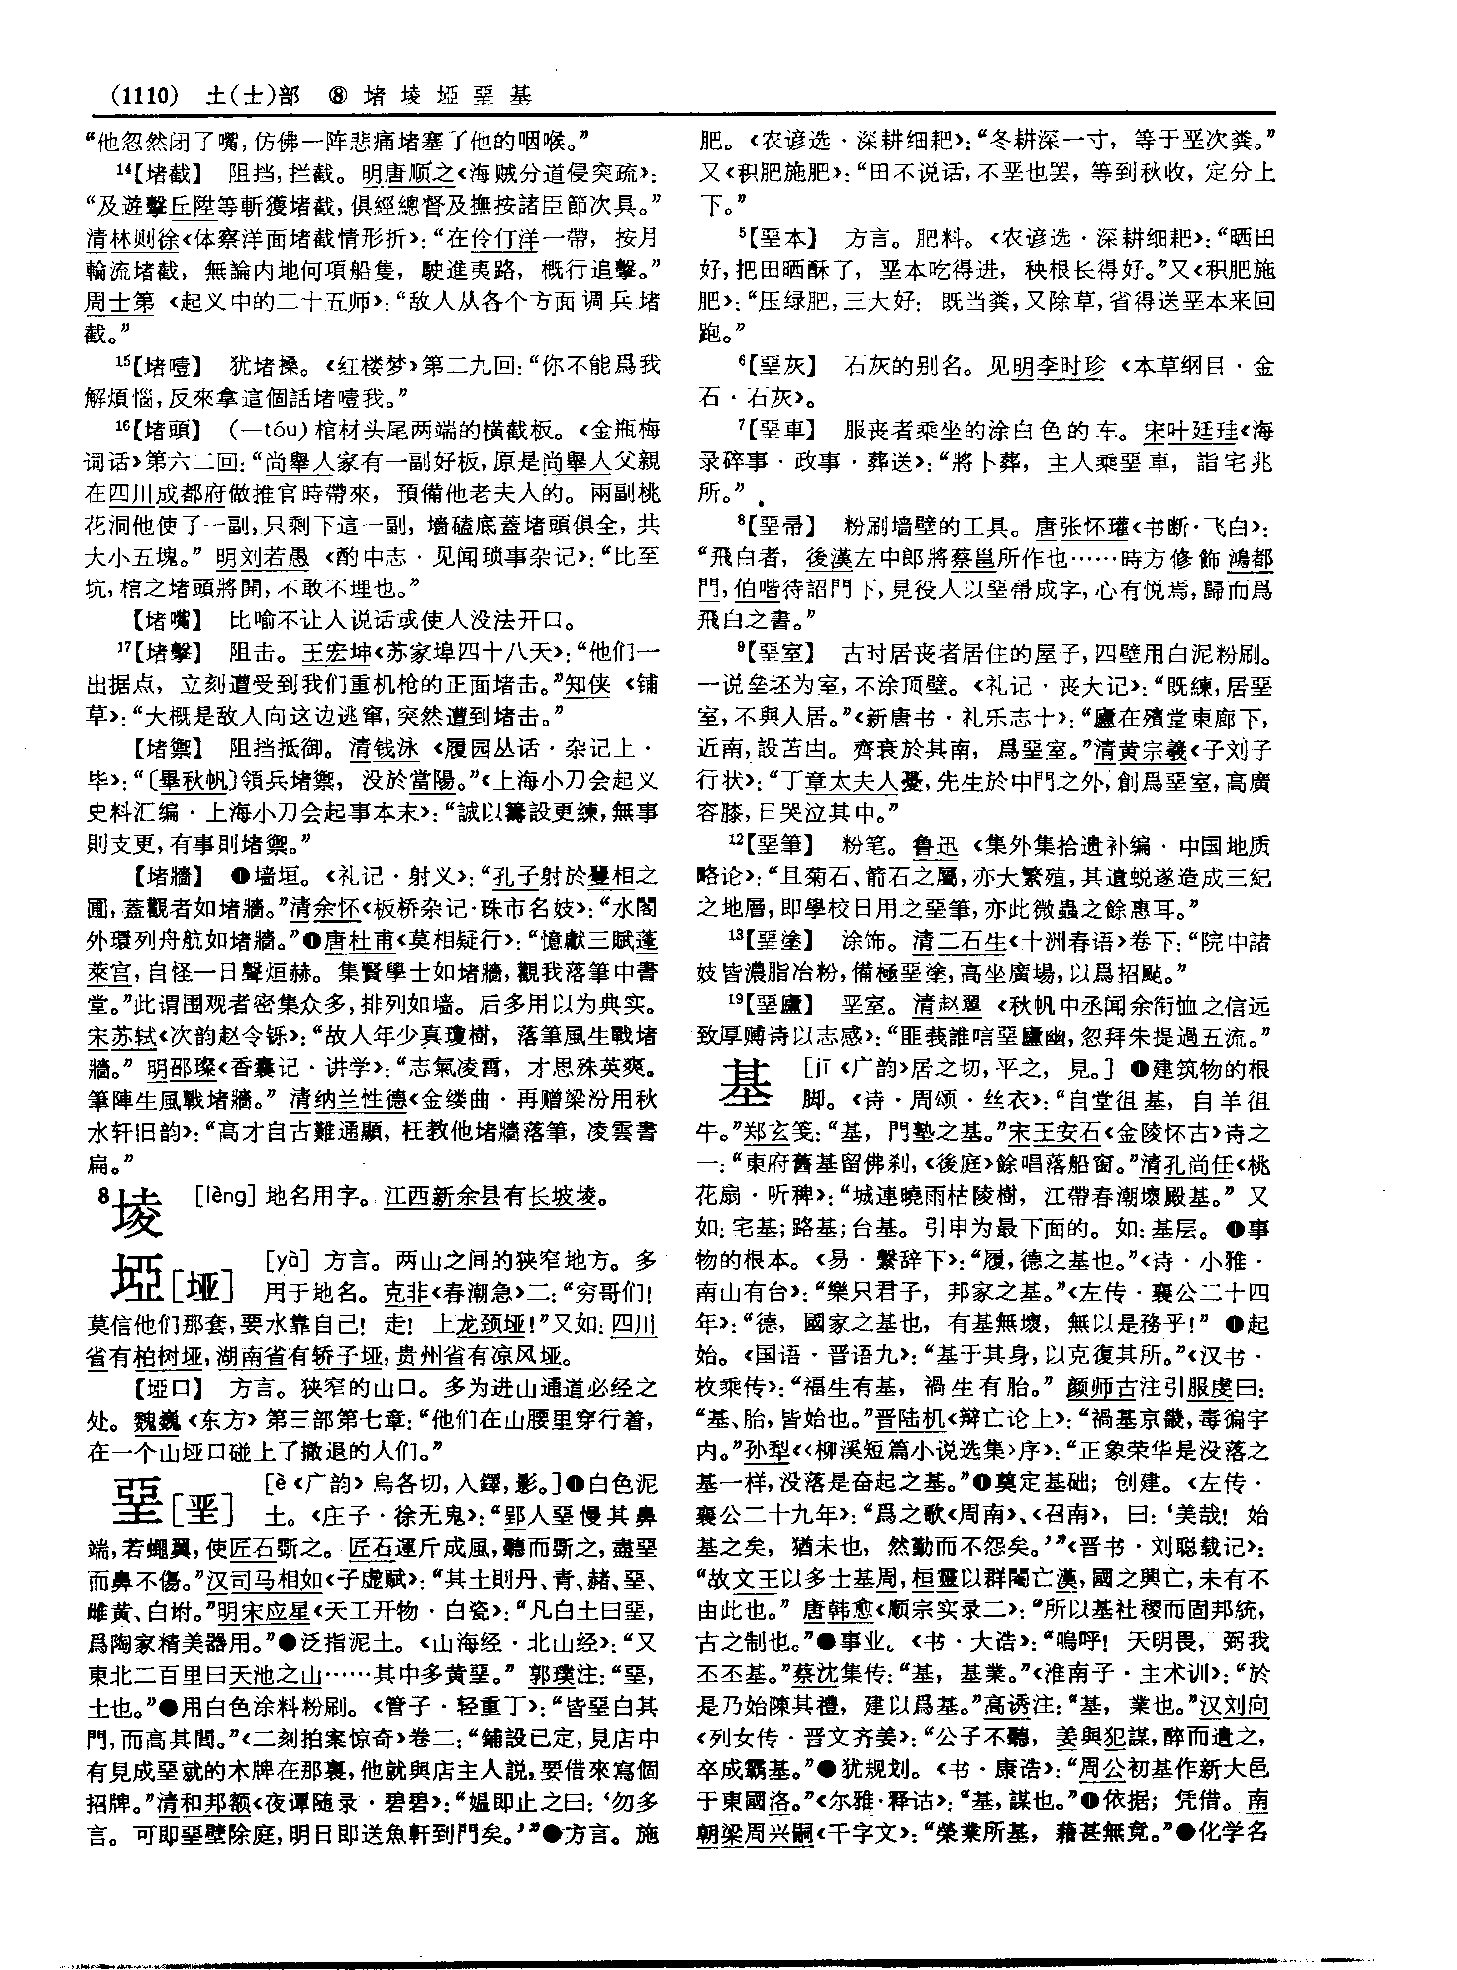 (1110) 土(士)部 ⑧ 堵堎埡堊基
“他忽然闭了嘴,仿佛一阵悲痛堵塞了他的咽喉。”
14【堵截】 阻挡,拦截。明唐顺之《海贼分道侵突疏》:
“及遊擊丘陞等斬獲堵截,俱經總督及撫按諸臣節次具。”
清林则徐《体察洋面堵截情形折》:“在伶仃洋一帶,按月
輪流堵截,無論内地何項船隻,駛進夷路,概行追擊。”
周士第《起义中的二十五师》:“敌人从各个方面调兵堵
截。”
15【堵噎】 犹堵搡。《红楼梦》第二九回:“你不能爲我
解煩惱,反來拿這個話堵噎我。”
16【堵頭】 (—tóu)棺材头尾两端的横截板。《金瓶梅
词话》第六二回:“尚舉人家有一副好板,原是尚舉人父親
在四川成都府做推官時帶來,預備他老夫人的。兩副桃
花洞他使了一副,只剩下這一副,墻磕底蓋堵頭俱全,共
大小五塊。”明刘若愚《酌中志·见闻琐事杂记》:“比至
坑,棺之堵頭將開,不敢不埋也。”
【堵嘴】 比喻不让人说话或使人没法开口。
17【堵擊】 阻击。王宏坤《苏家埠四十八天》:“他们一
出据点,立刻遭受到我们重机枪的正面堵击。”知侠《铺
草》:“大概是敌人向这边逃窜,突然遭到堵击。”
【堵禦】 阻挡抵御。清钱泳《履园丛话·杂记上·
毕》:“〔畢秋帆〕領兵堵禦,没於當陽。”《上海小刀会起义
史料汇编·上海小刀会起事本末》:“誠以籌設更練,無事
則支更,有事則堵禦。”
【堵牆】 ❶墙垣。《礼记·射义》:“孔子射於矍相之
圃,蓋觀者如堵牆。”清余怀《板桥杂记·珠市名妓》:“水閣
外環列舟航如堵牆。”❷唐杜甫《莫相疑行》:“憶獻三賦蓬
萊宫,自怪一日聲烜赫。集賢學士如堵牆,觀我落筆中書
堂。”此谓围观者密集众多,排列如墙。后多用以为典实。
宋苏轼《次韵赵令铄》:“故人年少真瓊樹,落筆風生戰堵
牆。”明邵璨《香囊记·讲学》:“志氣凌霄,才思殊英爽。
筆陣生風戰堵牆。”清纳兰性德《金缕曲·再赠梁汾用秋
水轩旧韵》:“高才自古難通顯,枉教他堵牆落筆,凌雲書
扁。”
8堎 [lèng]地名用字。江西新余县有长坡堎。
埡[垭] [yà]方言。两山之间的狭窄地方。多
用于地名。克非《春潮急》二:“穷哥们!
莫信他们那套,要水靠自己!走!上龙颈垭!”又如:四川
省有柏树垭,湖南省有轿子垭,贵州省有凉风垭。
【埡口】 方言。狭窄的山口。多为进山通道必经之
处。魏巍《东方》第三部第七章:“他们在山腰里穿行着,
在一个山垭口碰上了撤退的人们。”
堊[垩] [è《广韵》烏各切,入鐸,影。]❶白色泥
土。《庄子·徐无鬼》:“郢人堊慢其鼻
端,若蠅翼,使匠石斲之。匠石運斤成風,聽而斲之,盡堊
而鼻不傷。”汉司马相如《子虚赋》:“其土則丹、青、赭、堊、
雌黄、白坿。”明宋应星《天工开物·白瓷》:“凡白土曰堊,
爲陶家精美器用。”❷泛指泥土。《山海经·北山经》:“又
東北二百里曰天池之山……其中多黄堊。”郭璞注:“堊,
土也。”❸用白色涂料粉刷。《管子·轻重丁》:“皆堊白其
門,而高其閭。”《二刻拍案惊奇》卷二:“鋪設已定,見店中
有見成堊就的木牌在那裏,他就與店主人説,要借來寫個
招牌。”清和邦额《夜谭随录·碧碧》:“媪即止之曰:‘勿多
言。可即堊壁除庭,明日即送魚軒到門矣。’”❹方言。施
肥。《农谚选·深耕细耙》:“冬耕深一寸,等于垩次粪。”
又《积肥施肥》:“田不说话,不垩也罢,等到秋收,定分上
下。”
5【堊本】 方言。肥料。《农谚选·深耕细耙》:“晒田
好,把田晒酥了,垩本吃得进,秧根长得好。”又《积肥施
肥》:“压绿肥,三大好:既当粪,又除草,省得送垩本来回
跑。”
6【堊灰】 石灰的别名。见明李时珍《本草纲目·金
石·石灰》。
7【堊車】 服丧者乘坐的涂白色的车。宋叶廷珪《海
录碎事·政事·葬送》:“將卜葬,主人乘堊車,詣宅兆
所。”
8【堊帚】 粉刷墙壁的工具。唐张怀瓘《书断·飞白》:
“飛白者,後漢左中郎將蔡邕所作也……時方修飾鴻都
門,伯喈待詔門下,見役人以堊帚成字,心有悦焉,歸而爲
飛白之書。”
9【堊室】 古时居丧者居住的屋子,四壁用白泥粉刷。
一说垒坯为室,不涂顶壁。《礼记·丧大记》:“既練,居堊
室,不與人居。”《新唐书·礼乐志十》:“廬在殯堂東廊下,
近南,設苫凷。齊衰於其南,爲堊室。”清黄宗羲《子刘子
行状》:“丁章太夫人憂,先生於中門之外,創爲堊室,高廣
容膝,日哭泣其中。”
12【堊筆】 粉笔。鲁迅《集外集拾遗补编·中国地质
略论》:“且菊石、箭石之屬,亦大繁殖,其遺蜕遂造成三紀
之地層,即學校日用之堊筆,亦此微蟲之餘惠耳。”
13【堊塗】 涂饰。清二石生《十洲春语》卷下:“院中諸
妓皆濃脂冶粉,備極堊塗,高坐廣場,以爲招颭。”
19【堊廬】 垩室。清赵翼《秋帆中丞闻余衔恤之信远
致厚赙诗以志感》:“匪莪誰唁堊廬幽,忽拜朱提過五流。”
基 [jī《广韵》居之切,平之,見。]❶建筑物的根
脚。《诗·周颂·丝衣》:“自堂徂基,自羊徂
牛。”郑玄笺:“基,門塾之基。”宋王安石《金陵怀古》诗之
一:“東府舊基留佛刹,《後庭》餘唱落船窗。”清孔尚任《桃
花扇·听稗》:“城連曉雨枯陵樹,江帶春潮壞殿基。”又
如:宅基;路基;台基。引申为最下面的。如:基层。❷事
物的根本。《易·繫辞下》:“履,德之基也。”《诗·小雅·
南山有台》:“樂只君子,邦家之基。”《左传·襄公二十四
年》:“德,國家之基也,有基無壞,無以是務乎!”❸起
始。《国语·晋语九》:“基于其身,以克復其所。”《汉书·
枚乘传》:“福生有基,禍生有胎。”颜师古注引服虔曰:
“基、胎,皆始也。”晋陆机《辩亡论上》:“禍基京畿,毒徧宇
内。”孙犁《〈柳溪短篇小说选集〉序》:“正象荣华是没落之
基一样,没落是奋起之基。”❹奠定基础;创建。《左传·
襄公二十九年》:“爲之歌《周南》、《召南》,曰:‘美哉!始
基之矣,猶未也,然勤而不怨矣。’”《晋书·刘聪载记》:
“故文王以多士基周,桓靈以群閹亡漢,國之興亡,未有不
由此也。”唐韩愈《顺宗实录二》:“所以基社稷而固邦統,
古之制也。”❺事业。《书·大诰》:“嗚呼!天明畏,弼我
丕丕基。”蔡沈集传:“基,基業。”《淮南子·主术训》:“於
是乃始陳其禮,建以爲基。”高诱注:“基,業也。”汉刘向
《列女传·晋文齐姜》:“公子不聽,姜與犯謀,醉而遣之,
卒成霸基。”❻犹规划。《书·康诰》:“周公初基作新大邑
于東國洛。”《尔雅·释诂》:“基,謀也。”❼依据;凭借。南
朝梁周兴嗣《千字文》:“榮業所基,藉甚無竟。”❽化学名